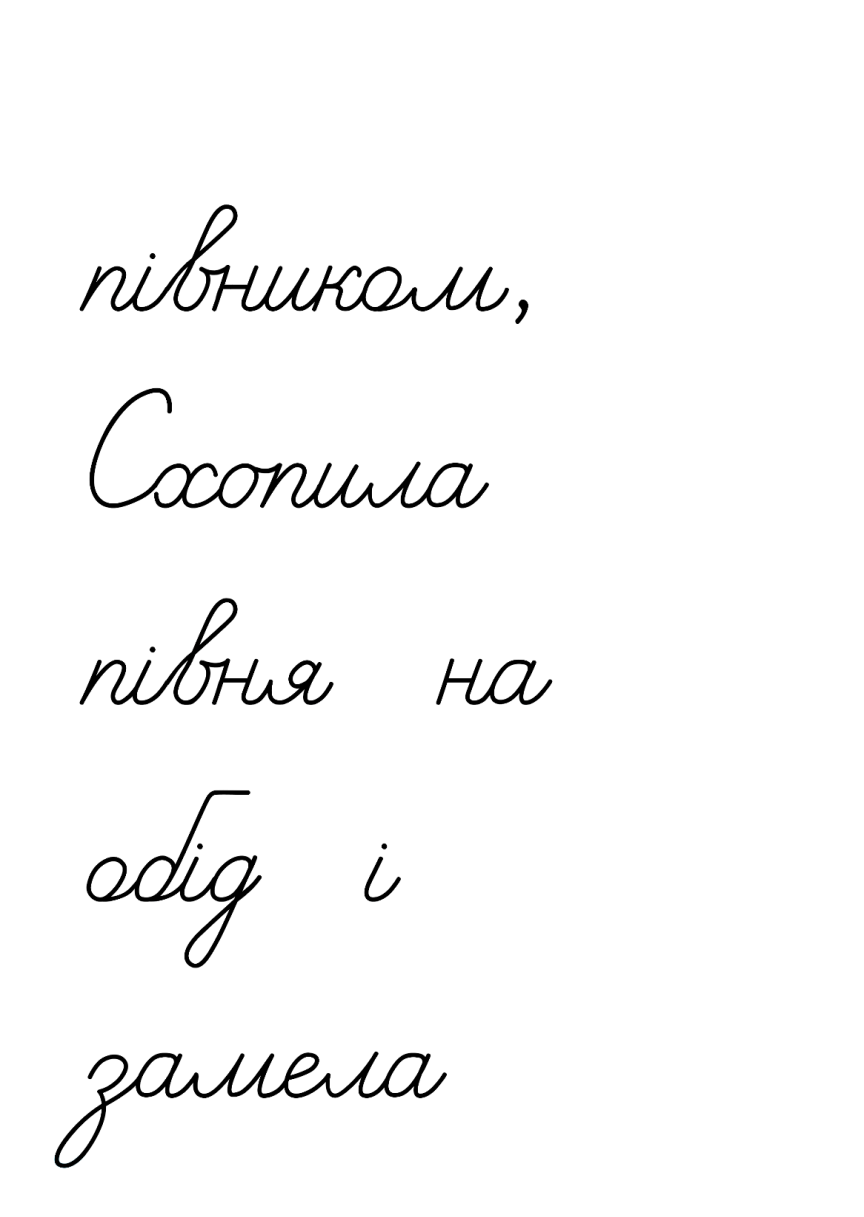 півником,
Схопила
півня на
обід і
замела